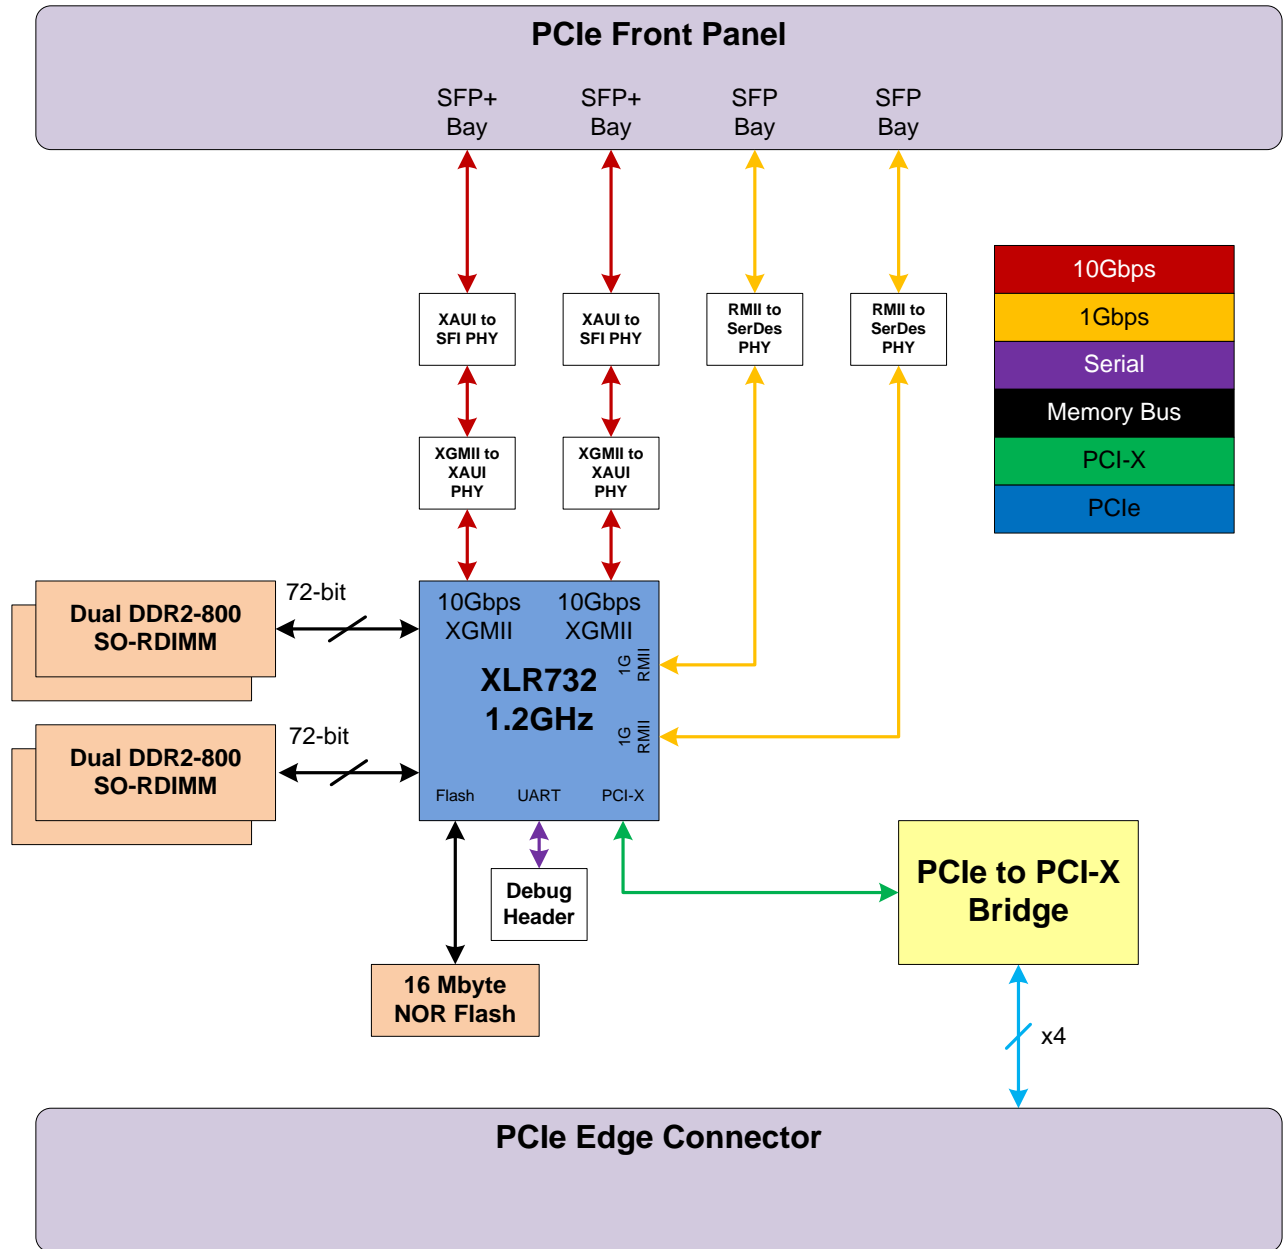 PCIe Front Panel
SFP+
Bay
SFP+
Bay
SFP
Bay
SFP
Bay
10Gbps
1Gbps
Serial
Memory Bus
PCI-X
PCIe
XAUI to
SFI PHY
XAUI to
SFI PHY
RMII to
SerDes
PHY
RMII to
SerDes
PHY
XGMII to
XAUI
PHY
XGMII to
XAUI
PHY
Dual DDR2-800
SO-RDIMM
72-bit
10Gbps
XGMII
10Gbps
XGMII
1G
RMII
XLR732
1.2GHz
1G
RMII
Dual DDR2-800
SO-RDIMM
72-bit
Flash
UART
PCI-X
Debug
Header
PCIe to PCI-X
Bridge
16 Mbyte
NOR Flash
x4
PCIe Edge Connector